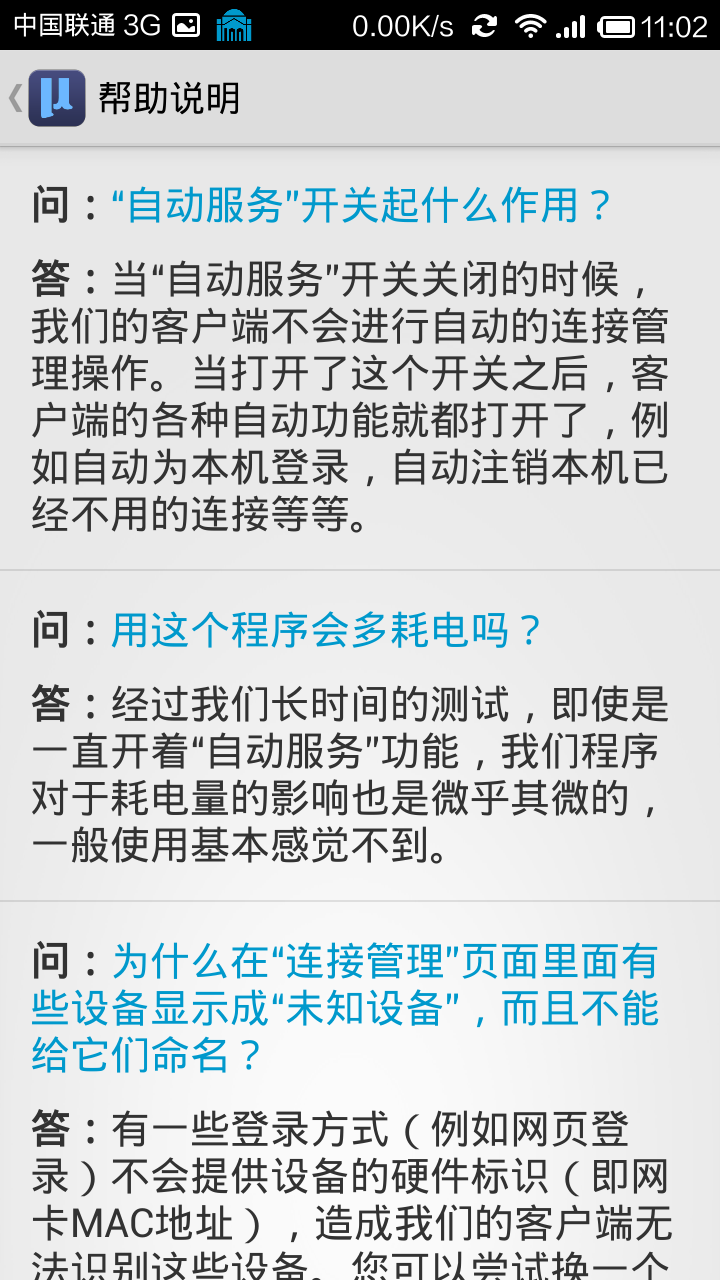 中国联通 3G 0.00K/s 11:02
μ 帮助说明
问：“自动服务”开关起什么作用？
答：当“自动服务”开关关闭的时候，
我们的客户端不会进行自动的连接管
理操作。当打开了这个开关之后，客
户端的各种自动功能就都打开了，例
如自动为本机登录，自动注销本机已
经不用的连接等等。
问：用这个程序会多耗电吗？
答：经过我们长时间的测试，即使是
一直开着“自动服务”功能，我们程序
对于耗电量的影响也是微乎其微的，
一般使用基本感觉不到。
问：为什么在“连接管理”页面里面有
些设备显示成“未知设备”，而且不能
给它们命名？
答：有一些登录方式（例如网页登
录）不会提供设备的硬件标识（即网
卡MAC地址），造成我们的客户端无
法识别这些设备。您可以尝试换一个